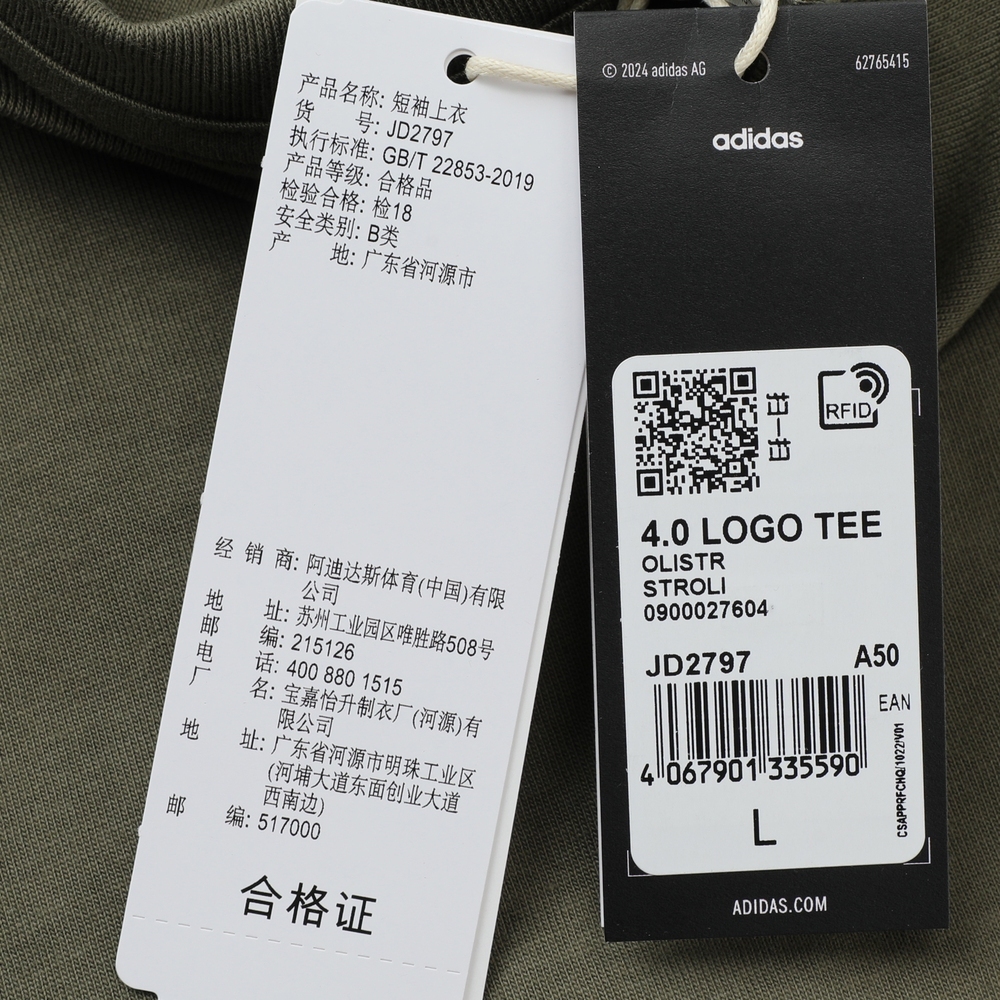 产品名称: 短袖上衣
货 号: JD2797
执行标准: GB/T 22853-2019
产品等级: 合格品
检验合格: 检18
安全类别: B类
产 地: 广东省河源市
经 销 商: 阿迪达斯体育(中国)有限
公司
地 址: 苏州工业园区唯胜路508号
邮 编: 215126
电 话: 400 880 1515
厂 名: 宝嘉怡升制衣厂(河源)有
限公司
地 址: 广东省河源市明珠工业区
(河埔大道东面创业大道
西南边)
邮 编: 517000
合格证
© 2024 adidas AG
62765415
adidas
RFID
4.0 LOGO TEE
OLISTR
STROLI
0900027604
JD2797 A50
EAN
4 067901 335590
CSAPPRFCHQ/1022/V01
L
ADIDAS.COM